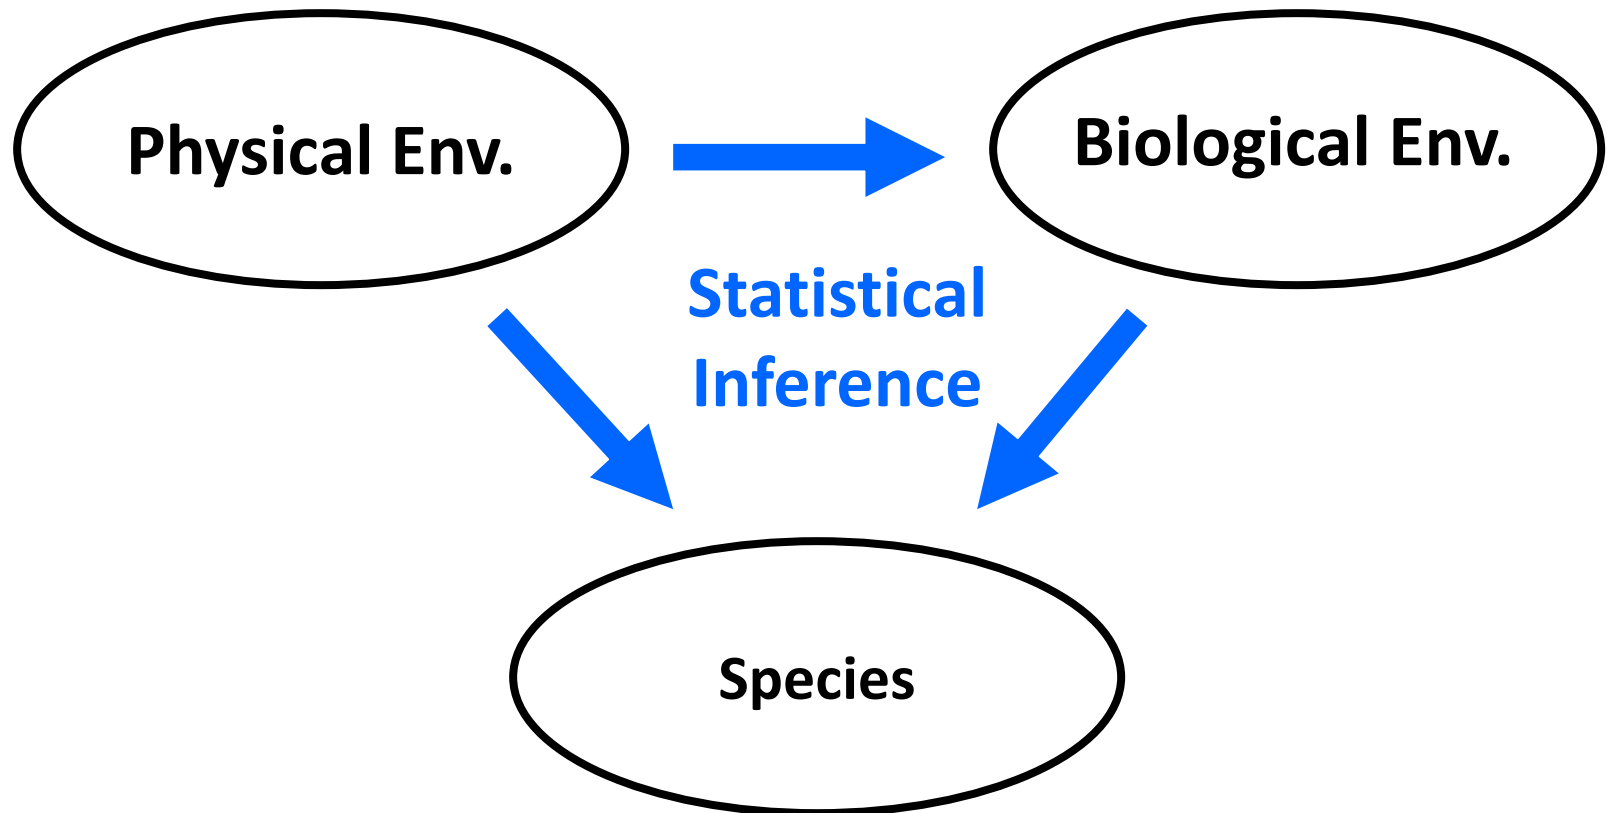 Physical Env.
Biological Env.
Statistical
Inference
Species